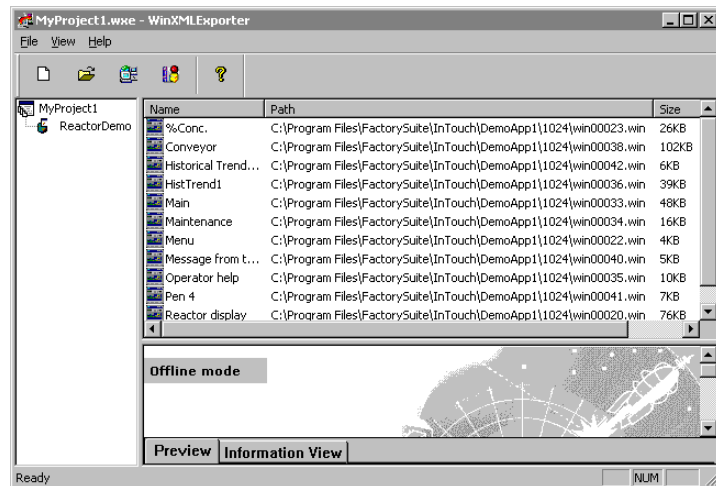 MyProject1.wxe - WinXMLExporter
File View Help
MyProject1
ReactorDemo
Name Path Size
%Conc. C:\Program Files\FactorySuite\InTouch\DemoApp1\1024\win00023.win 26KB
Conveyor C:\Program Files\FactorySuite\InTouch\DemoApp1\1024\win00038.win 102KB
Historical Trend... C:\Program Files\FactorySuite\InTouch\DemoApp1\1024\win00042.win 6KB
HistTrend1 C:\Program Files\FactorySuite\InTouch\DemoApp1\1024\win00036.win 39KB
Main C:\Program Files\FactorySuite\InTouch\DemoApp1\1024\win00033.win 48KB
Maintenance C:\Program Files\FactorySuite\InTouch\DemoApp1\1024\win00034.win 16KB
Menu C:\Program Files\FactorySuite\InTouch\DemoApp1\1024\win00022.win 4KB
Message from t... C:\Program Files\FactorySuite\InTouch\DemoApp1\1024\win00040.win 5KB
Operator help C:\Program Files\FactorySuite\InTouch\DemoApp1\1024\win00035.win 10KB
Pen 4 C:\Program Files\FactorySuite\InTouch\DemoApp1\1024\win00041.win 7KB
Reactor display C:\Program Files\FactorySuite\InTouch\DemoApp1\1024\win00020.win 76KB
Offline mode
Preview Information View
Ready NUM